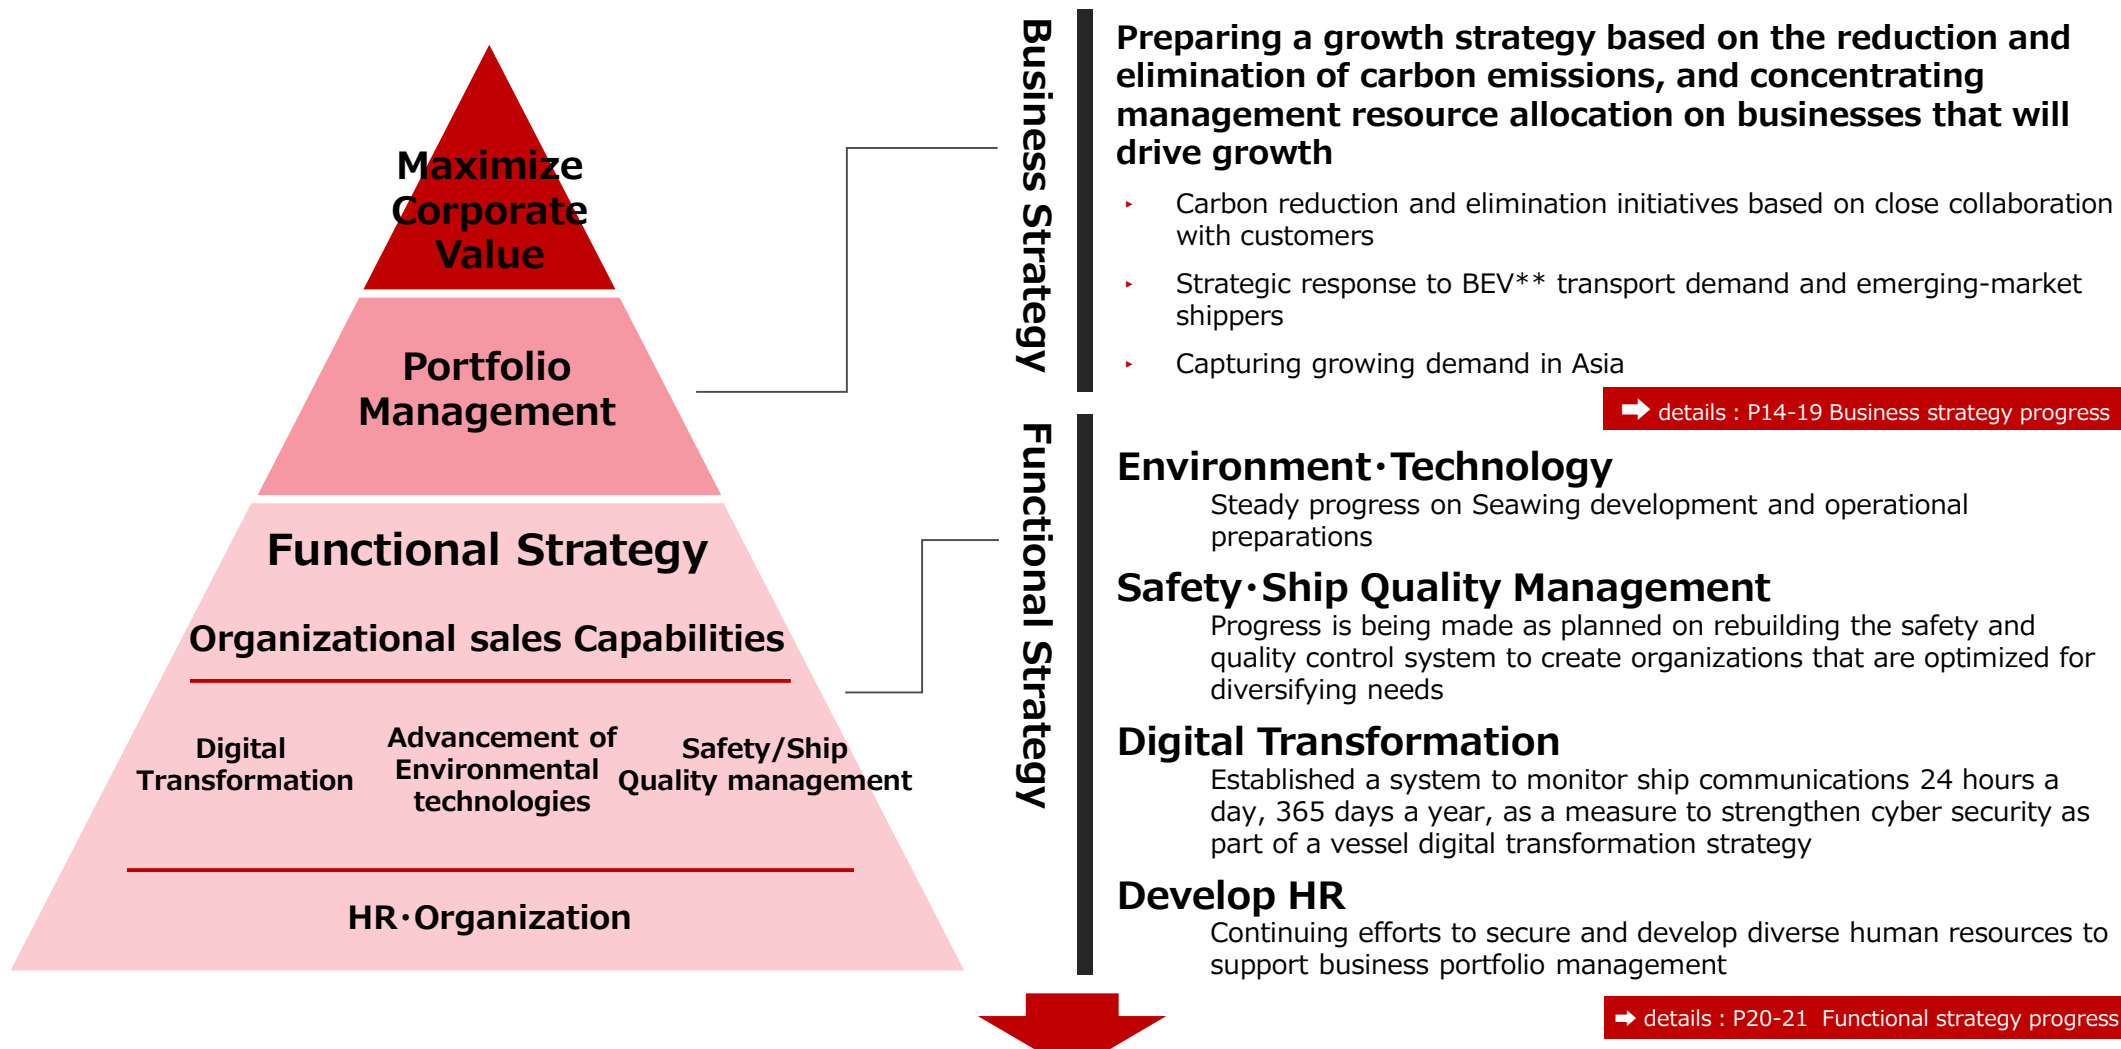 Maximize
Corporate
Value
Portfolio
Management
Functional Strategy
Organizational sales Capabilities
Digital
Transformation
Advancement of
Environmental
technologies
Safety/Ship
Quality management
HR・Organization
Business Strategy
Preparing a growth strategy based on the reduction and
elimination of carbon emissions, and concentrating
management resource allocation on businesses that will
drive growth
‣ Carbon reduction and elimination initiatives based on close collaboration
with customers
‣ Strategic response to BEV** transport demand and emerging-market
shippers
‣ Capturing growing demand in Asia
➡ details : P14-19 Business strategy progress
Functional Strategy
Environment・Technology
Steady progress on Seawing development and operational
preparations
Safety・Ship Quality Management
Progress is being made as planned on rebuilding the safety and
quality control system to create organizations that are optimized for
diversifying needs
Digital Transformation
Established a system to monitor ship communications 24 hours a
day, 365 days a year, as a measure to strengthen cyber security as
part of a vessel digital transformation strategy
Develop HR
Continuing efforts to secure and develop diverse human resources to
support business portfolio management
➡ details : P20-21 Functional strategy progress